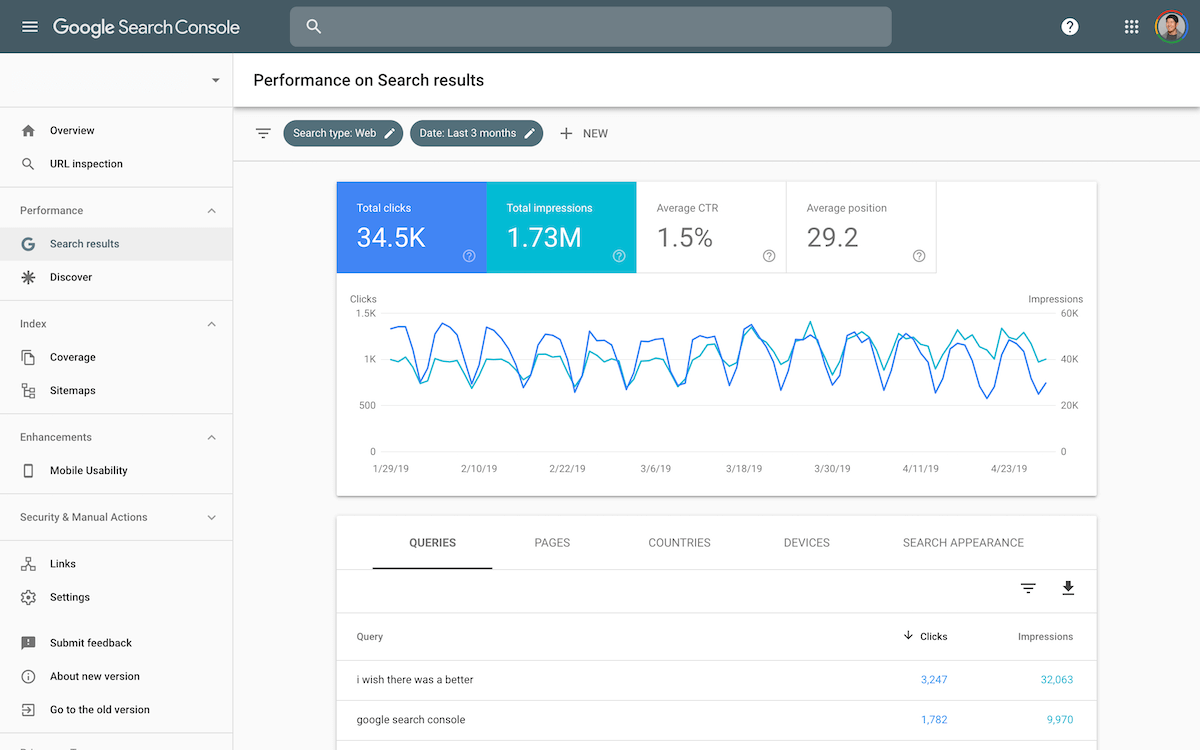 Google Search Console
Performance on Search results
Overview
URL inspection
Performance
Search results
Discover
Index
Coverage
Sitemaps
Enhancements
Mobile Usability
Security & Manual Actions
Links
Settings
Submit feedback
About new version
Go to the old version
Search type: Web
Date: Last 3 months
NEW
Total clicks
34.5K
Total impressions
1.73M
Average CTR
1.5%
Average position
29.2
Clicks
Impressions
1.5K
60K
1K
40K
500
20K
0
0
1/29/19 2/10/19 2/22/19 3/6/19 3/18/19 3/30/19 4/11/19 4/23/19
QUERIES PAGES COUNTRIES DEVICES SEARCH APPEARANCE
Query Clicks Impressions
i wish there was a better 3,247 32,063
google search console 1,782 9,970